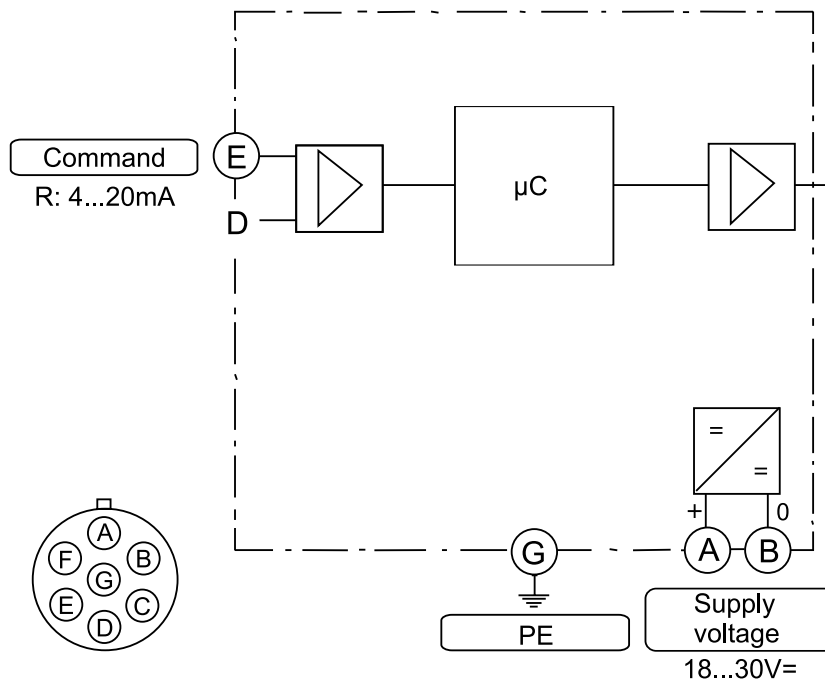 Command
R: 4...20mA
E
D
µC
=
=
+
0
A
B
G
PE
Supply
voltage
18...30V=
A
F
B
G
E
C
D